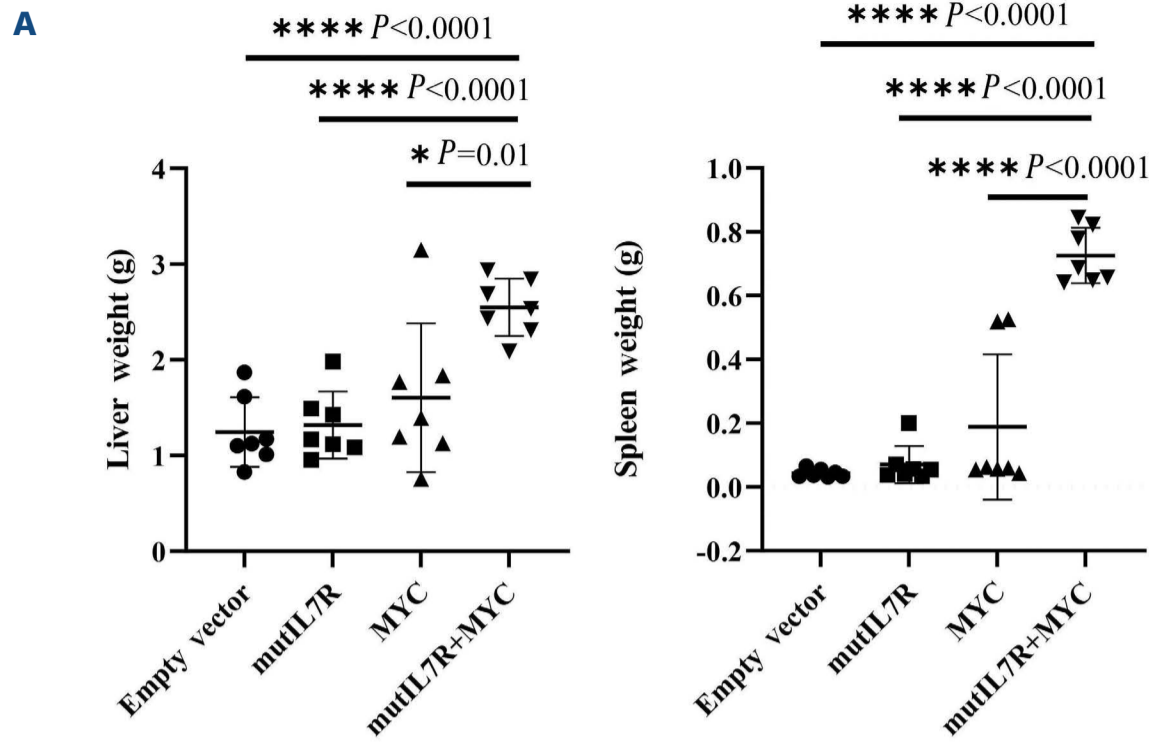 A
**** P<0.0001
**** P<0.0001
* P=0.01
4
3
2
1
0
Liver weight (g)
Empty vector
mutIL7R
MYC
mutIL7R+MYC
**** P<0.0001
**** P<0.0001
**** P<0.0001
1.0
0.8
0.6
0.4
0.2
0.0
-0.2
Spleen weight (g)
Empty vector
mutIL7R
MYC
mutIL7R+MYC